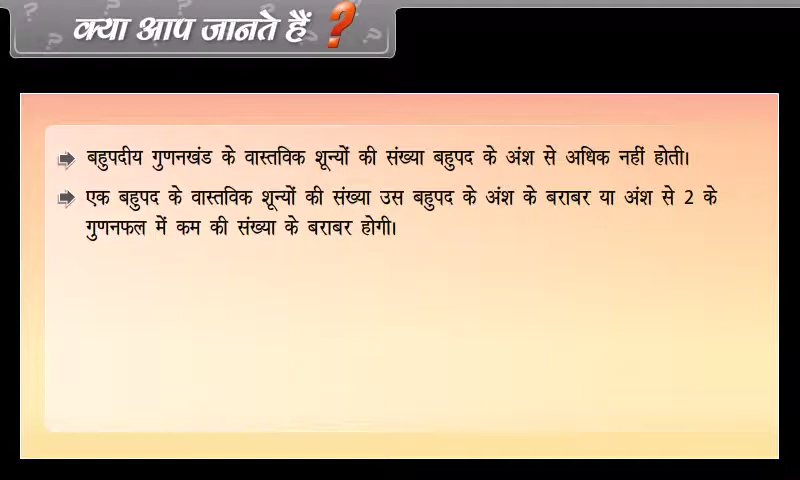 क्या आप जानते हैं ?
बहुपदीय गुणनखंड के वास्तविक शून्यों की संख्या बहुपद के अंश से अधिक नहीं होती।
एक बहुपद के वास्तविक शून्यों की संख्या उस बहुपद के अंश के बराबर या अंश से 2 के
गुणनफल में कम की संख्या के बराबर होगी।